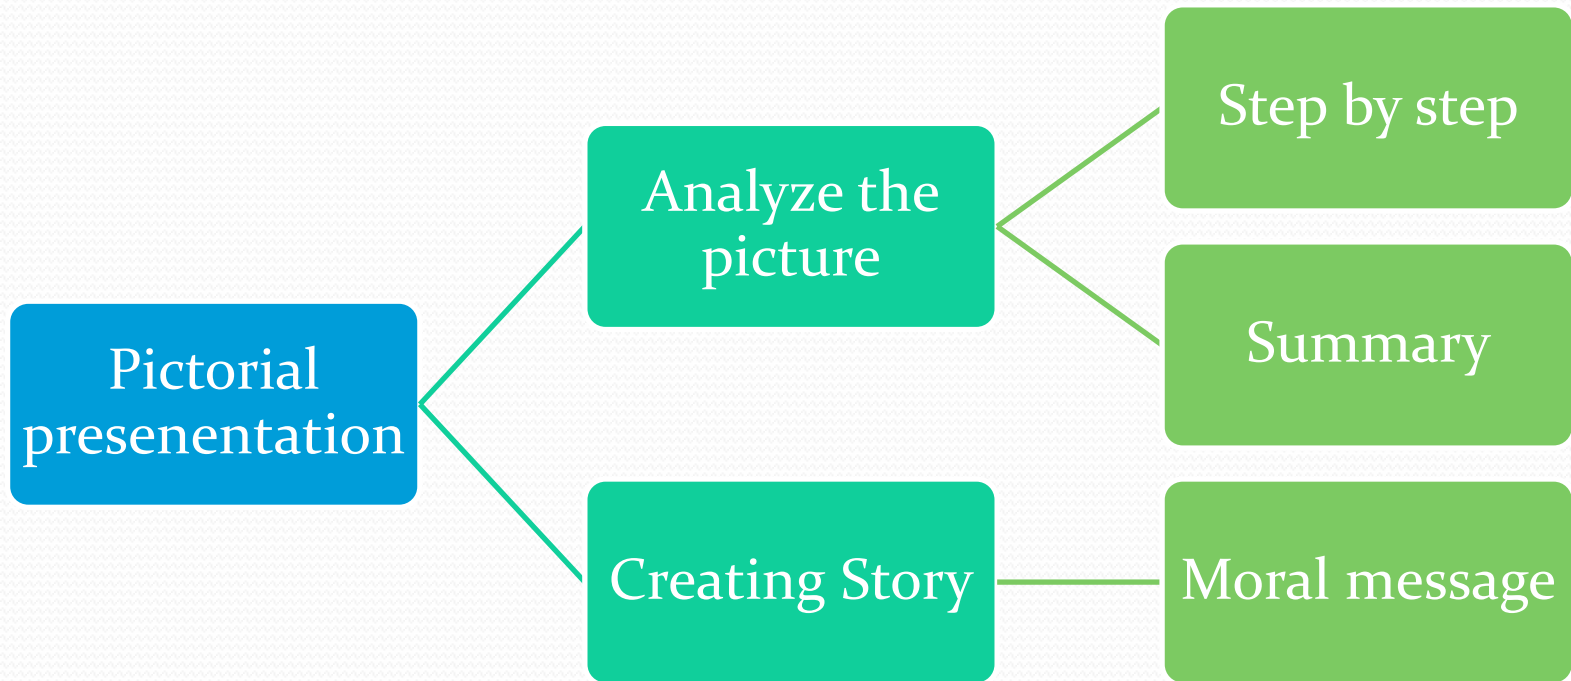 Pictorial
presenentation
Analyze the
picture
Creating Story
Step by step
Summary
Moral message